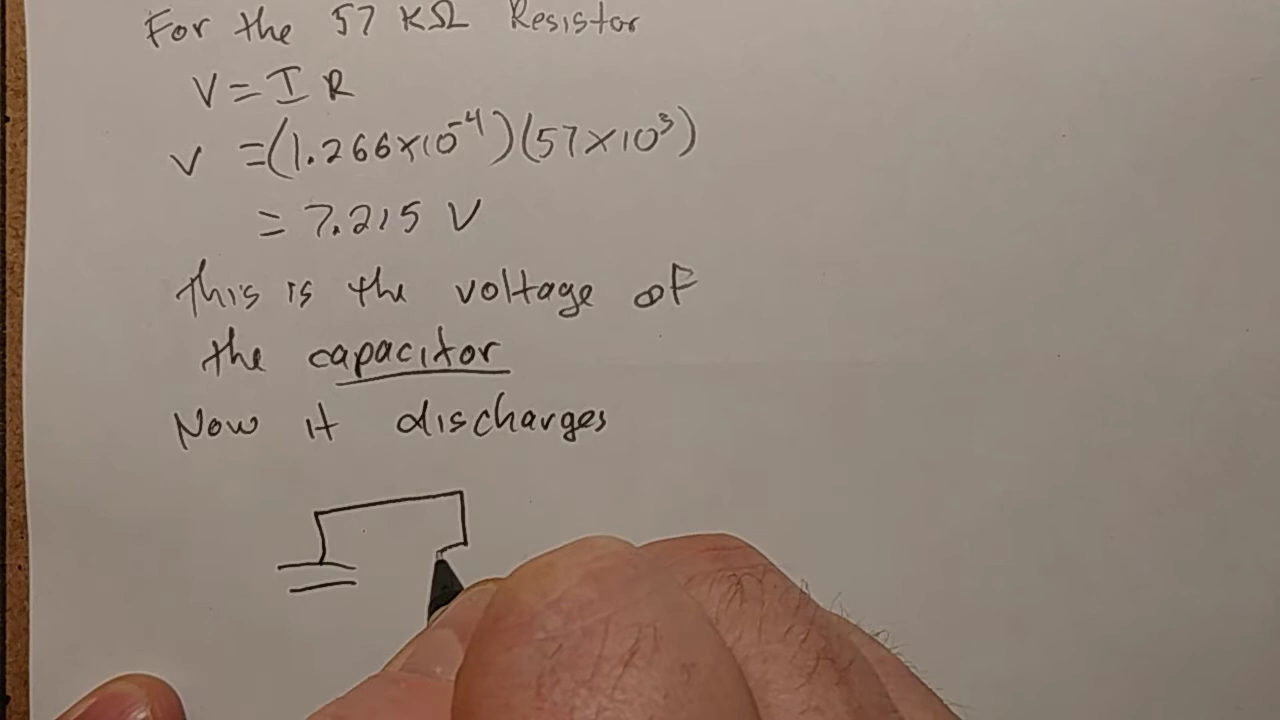 For the 57 KΩ Resistor
V = I R
V = (1.266×10⁻⁴)(57×10³)
= 7.215 V
this is the voltage of
the capacitor
Now it discharges